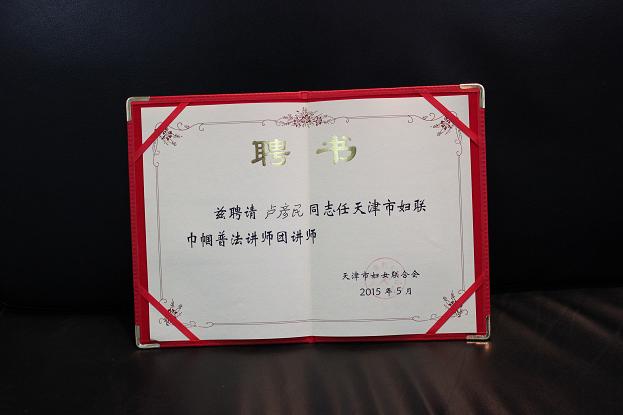 聘书
兹聘请 卢彦民 同志任天津市妇联
巾帼普法讲师团讲师
天津市妇女联合会
2015年5月